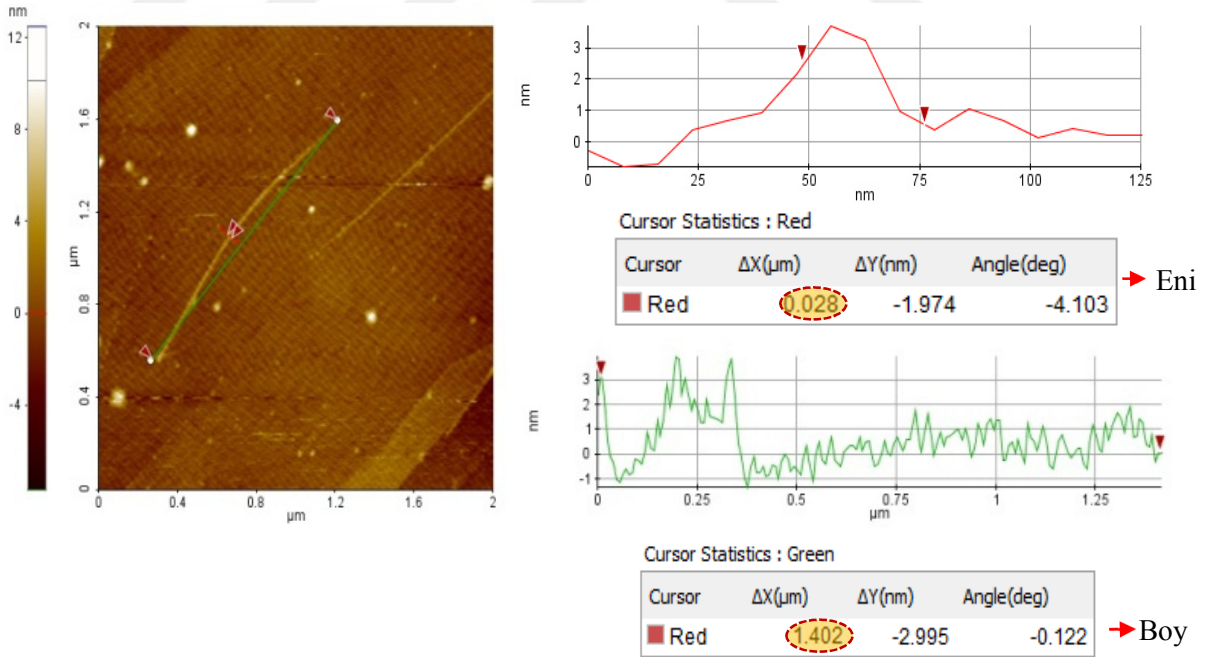 nm
12
8
4
0
-4
2
1.6
1.2
0.8
0.4
0
µm
0 0.4 0.8 1.2 1.6 2
µm
3
2
1
0
nm
0 25 50 75 100 125
nm
Cursor Statistics : Red
Cursor ΔX(µm) ΔY(nm) Angle(deg)
Red 0.028 -1.974 -4.103
Eni
3
2
1
0
-1
nm
0 0.25 0.5 0.75 1 1.25
µm
Cursor Statistics : Green
Cursor ΔX(µm) ΔY(nm) Angle(deg)
Red 1.402 -2.995 -0.122
Boy